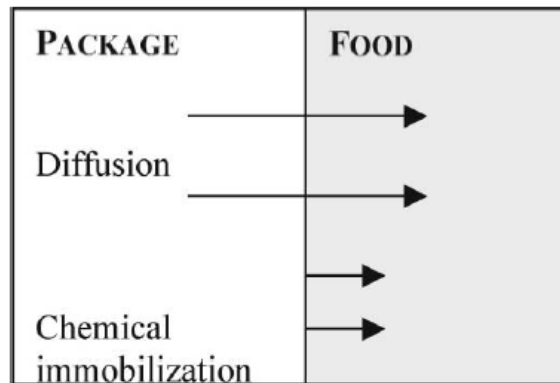 PACKAGE
FOOD
Diffusion
Chemical
immobilization